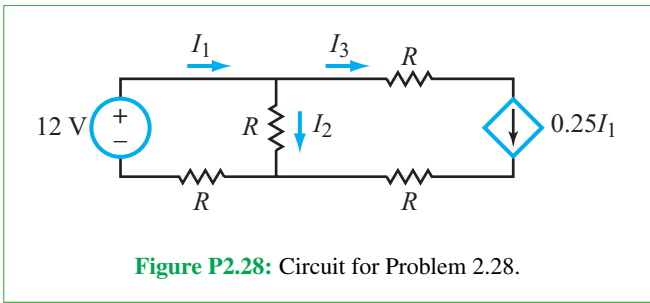 I₁ I₃ R
12 V + − R I₂ 0.25I₁
R R
Figure P2.28: Circuit for Problem 2.28.